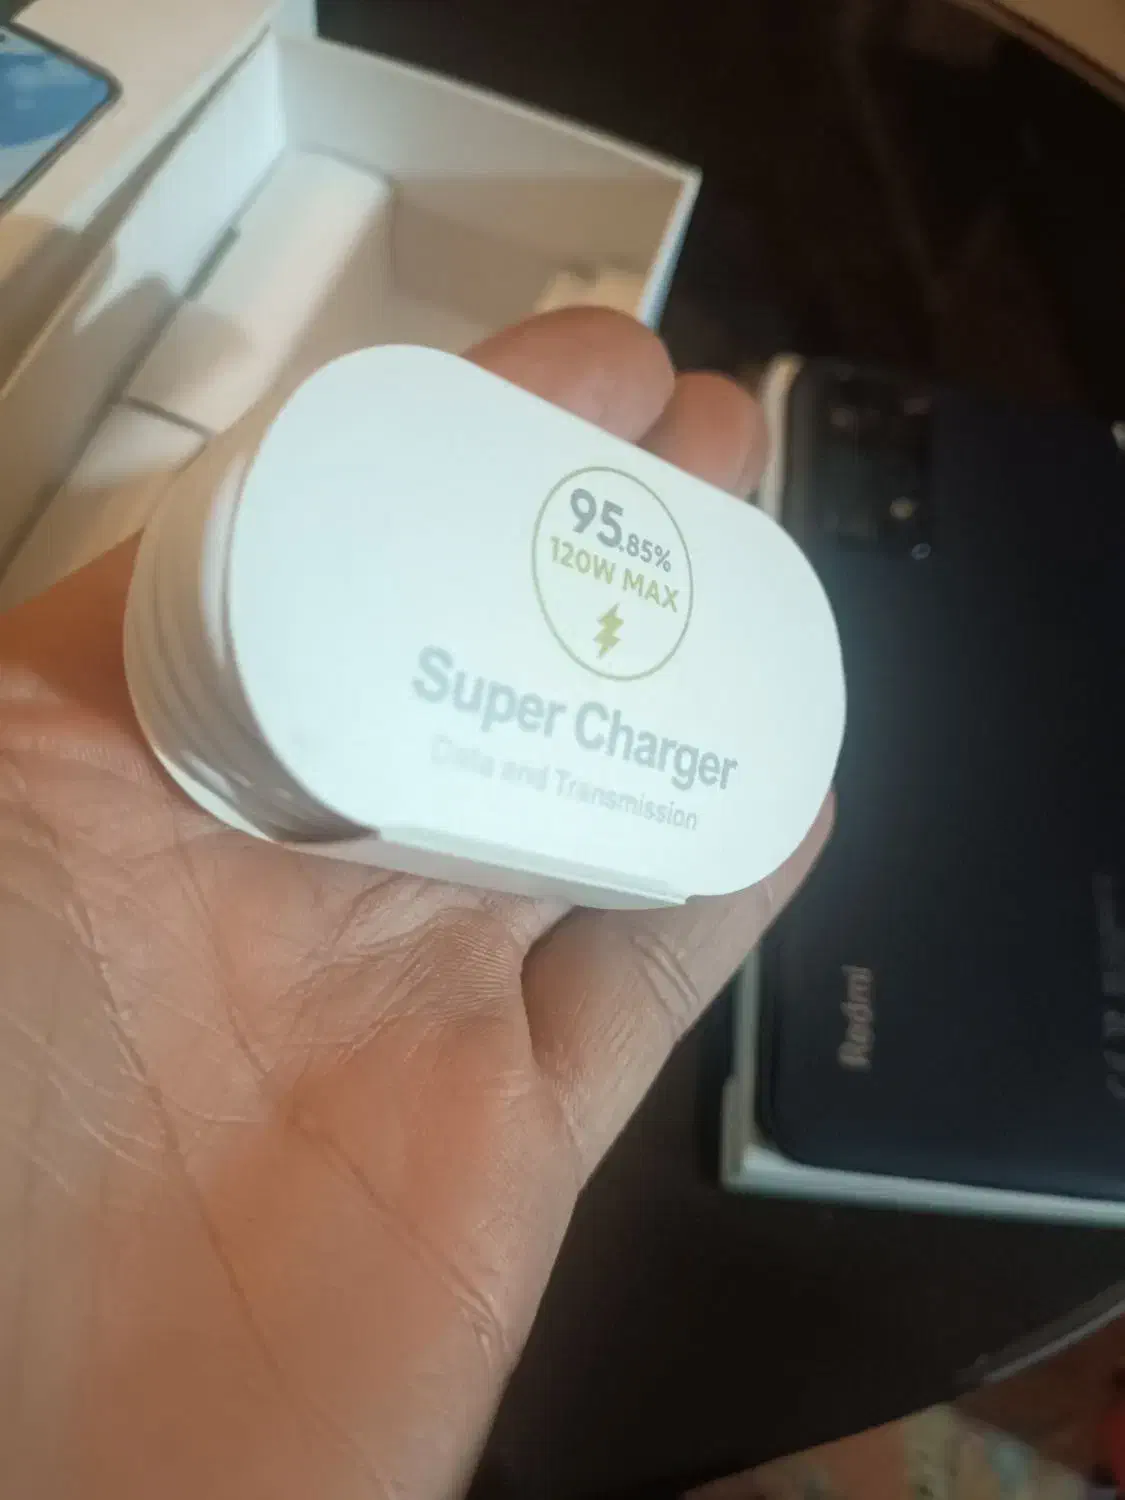 95.85%
120W MAX
Super Charger
Data and Transmission
Redmi